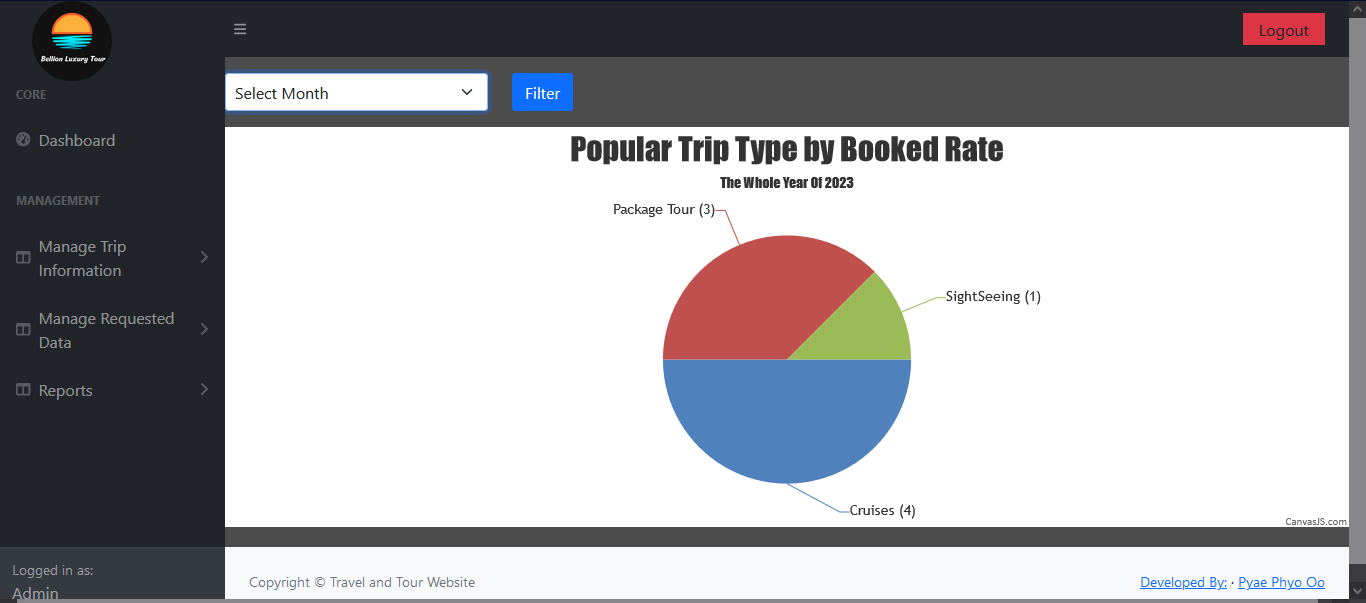 Bellion Luxury Tour
CORE
Dashboard
MANAGEMENT
Manage Trip
Information
Manage Requested
Data
Reports
Logged in as:
Admin
Logout
Select Month
Filter
Popular Trip Type by Booked Rate
The Whole Year Of 2023
Package Tour (3)
SightSeeing (1)
Cruises (4)
CanvasJS.com
Copyright © Travel and Tour Website
Developed By: · Pyae Phyo Oo